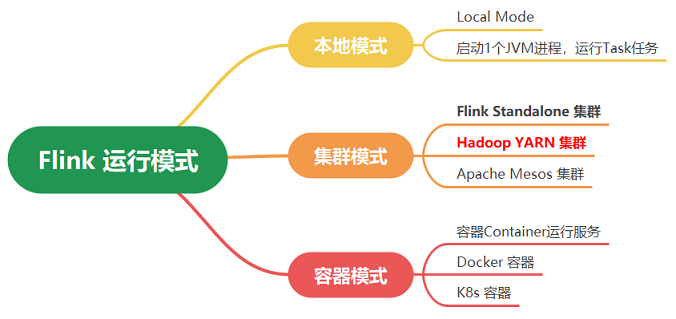 Flink 运行模式
本地模式
Local Mode
启动1个JVM进程，运行Task任务
集群模式
Flink Standalone 集群
Hadoop YARN 集群
Apache Mesos 集群
容器模式
容器Container运行服务
Docker 容器
K8s 容器